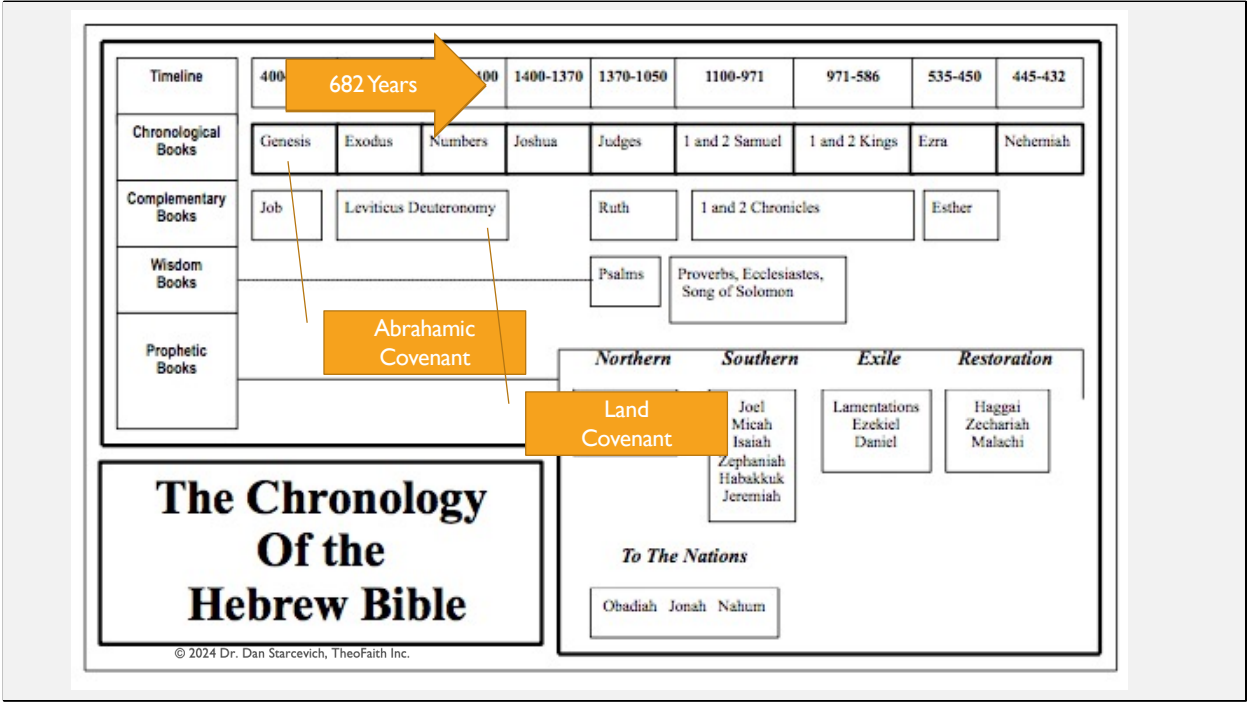 Timeline
400
682 Years
400
1400-1370
1370-1050
1100-971
971-586
535-450
445-432
Chronological
Books
Genesis
Exodus
Numbers
Joshua
Judges
1 and 2 Samuel
1 and 2 Kings
Ezra
Nehemiah
Complementary
Books
Job
Leviticus Deuteronomy
Ruth
1 and 2 Chronicles
Esther
Wisdom
Books
Psalms
Proverbs, Ecclesiastes,
Song of Solomon
Abrahamic
Covenant
Prophetic
Books
Northern
Southern
Exile
Restoration
Land
Covenant
Joel
Micah
Isaiah
Zephaniah
Habakkuk
Jeremiah
Lamentations
Ezekiel
Daniel
Haggai
Zechariah
Malachi
The Chronology
Of the
Hebrew Bible
To The Nations
Obadiah Jonah Nahum
© 2024 Dr. Dan Starcevich, TheoFaith Inc.